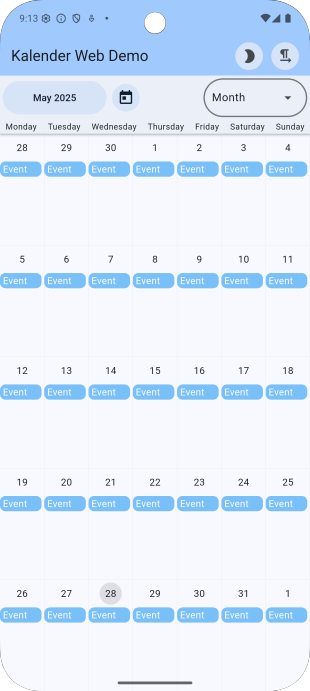 9:13
Kalender Web Demo
May 2025
Month
Monday Tuesday Wednesday Thursday Friday Saturday Sunday
28 29 30 1 2 3 4
Event Event Event Event Event Event Event
5 6 7 8 9 10 11
Event Event Event Event Event Event Event
12 13 14 15 16 17 18
Event Event Event Event Event Event Event
19 20 21 22 23 24 25
Event Event Event Event Event Event Event
26 27 28 29 30 31 1
Event Event Event Event Event Event Event